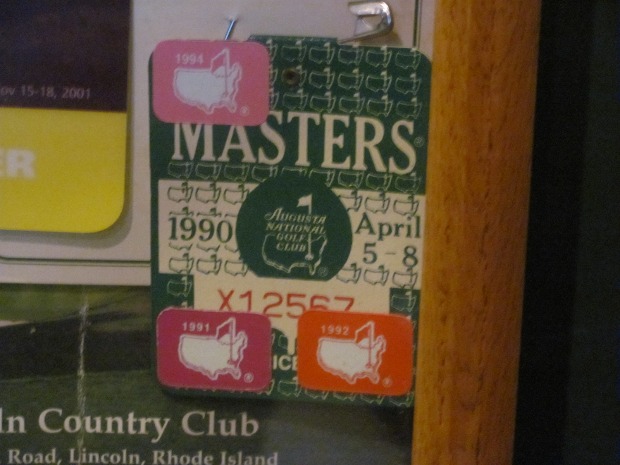 ov 15-18, 2001
ER
1994
MASTERS
1990
AUGUSTA
NATIONAL
GOLF
CLUB
April
5-8
X12567
1991
1992
ln Country Club
Road, Lincoln, Rhode Island